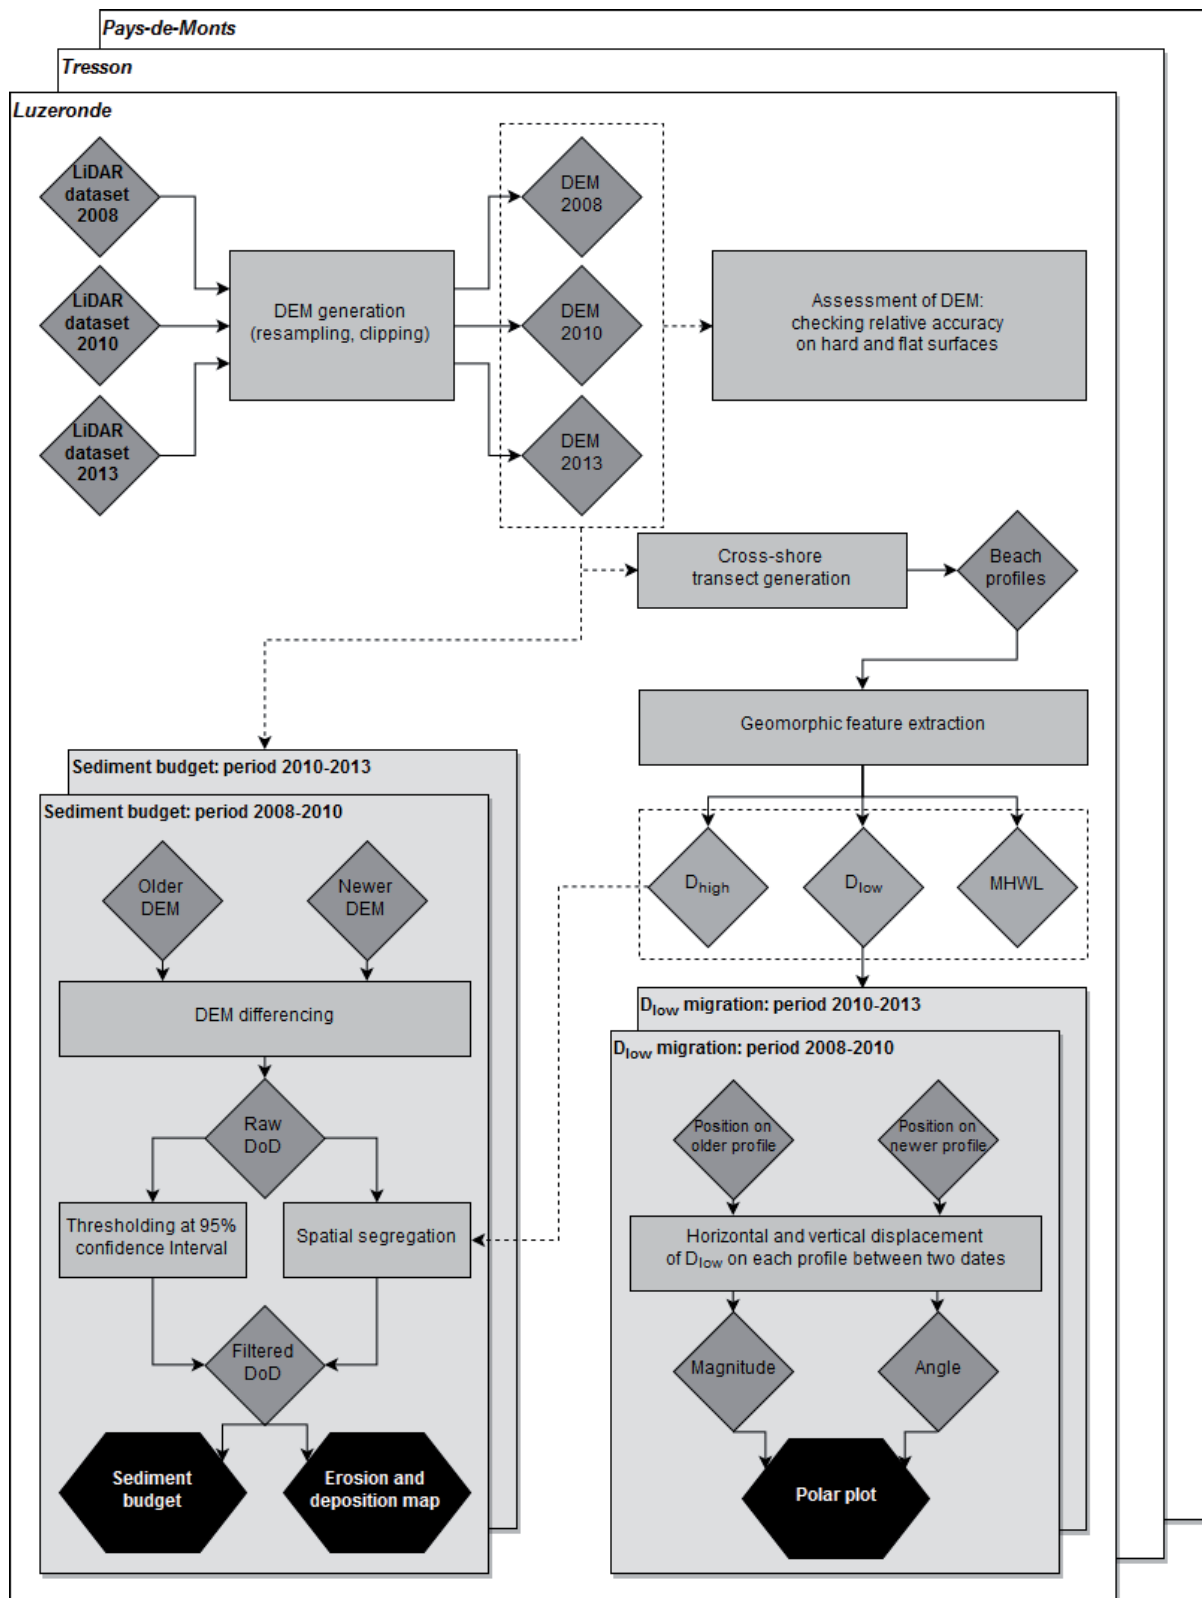 Pays-de-Monts
Tresson
Luzeronde
LiDAR
dataset
2008
LiDAR
dataset
2010
LiDAR
dataset
2013
DEM generation
(resampling, clipping)
DEM
2008
DEM
2010
DEM
2013
Assessment of DEM:
checking relative accuracy
on hard and flat surfaces
Cross-shore
transect generation
Beach
profiles
Geomorphic feature extraction
Dhigh
Dlow
MHWL
Sediment budget: period 2010-2013
Sediment budget: period 2008-2010
Older
DEM
Newer
DEM
DEM differencing
Raw
DoD
Thresholding at 95%
confidence Interval
Spatial segregation
Filtered
DoD
Sediment
budget
Erosion and
deposition map
Dlow migration: period 2010-2013
Dlow migration: period 2008-2010
Position on
older profile
Position on
newer profile
Horizontal and vertical displacement
of Dlow on each profile between two dates
Magnitude
Angle
Polar plot